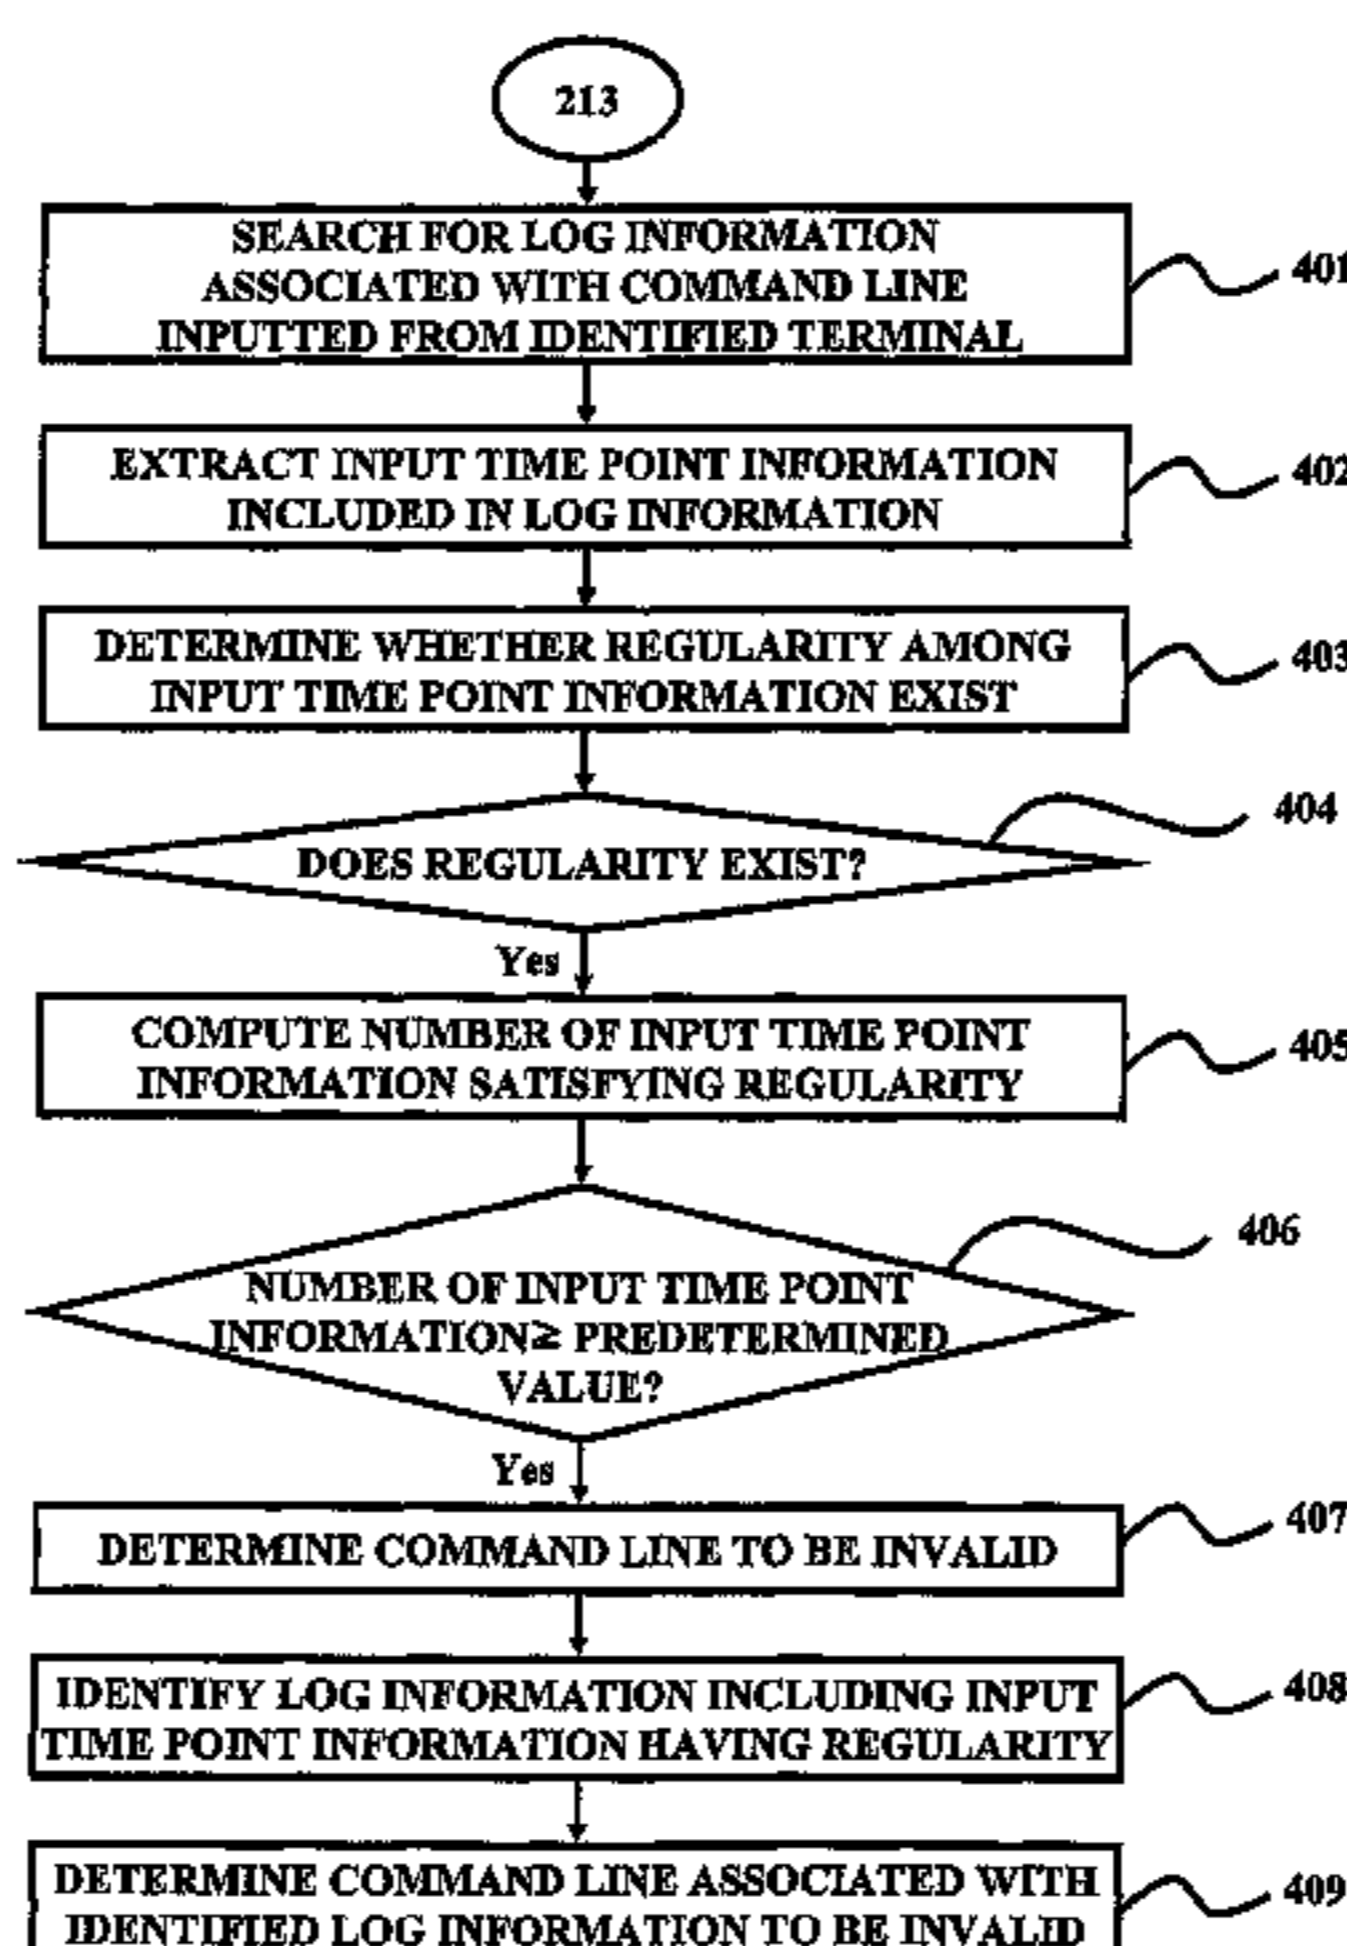 213
SEARCH FOR LOG INFORMATION
ASSOCIATED WITH COMMAND LINE
INPUTTED FROM IDENTIFIED TERMINAL
401
EXTRACT INPUT TIME POINT INFORMATION
INCLUDED IN LOG INFORMATION
402
DETERMINE WHETHER REGULARITY AMONG
INPUT TIME POINT INFORMATION EXIST
403
404
DOES REGULARITY EXIST?
Yes
COMPUTE NUMBER OF INPUT TIME POINT
INFORMATION SATISFYING REGULARITY
405
406
NUMBER OF INPUT TIME POINT
INFORMATION≥ PREDETERMINED
VALUE?
Yes
407
DETERMINE COMMAND LINE TO BE INVALID
IDENTIFY LOG INFORMATION INCLUDING INPUT
TIME POINT INFORMATION HAVING REGULARITY
408
DETERMINE COMMAND LINE ASSOCIATED WITH
IDENTIFIED LOG INFORMATION TO BE INVALID
409